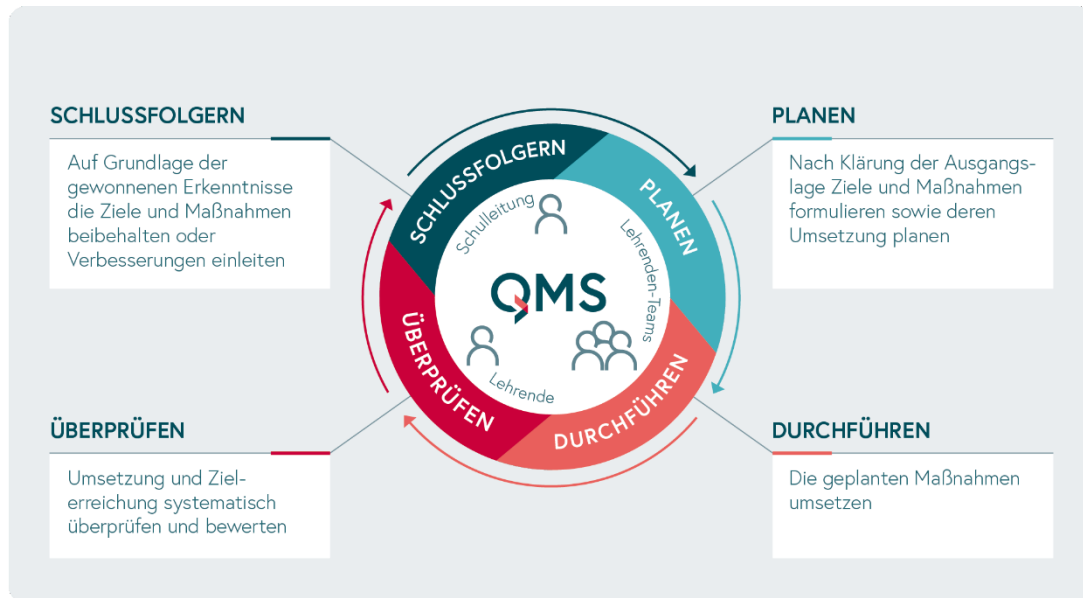 SCHLUSSFOLGERN
Auf Grundlage der
gewonnenen Erkenntnisse
die Ziele und Maßnahmen
beibehalten oder
Verbesserungen einleiten
PLANEN
Nach Klärung der Ausgangs-
lage Ziele und Maßnahmen
formulieren sowie deren
Umsetzung planen
SCHLUSSFOLGERN
PLANEN
DURCHFÜHREN
ÜBERPRÜFEN
Schulleitung
Lehrenden-Teams
Lehrende
QMS
ÜBERPRÜFEN
Umsetzung und Ziel-
erreichung systematisch
überprüfen und bewerten
DURCHFÜHREN
Die geplanten Maßnahmen
umsetzen